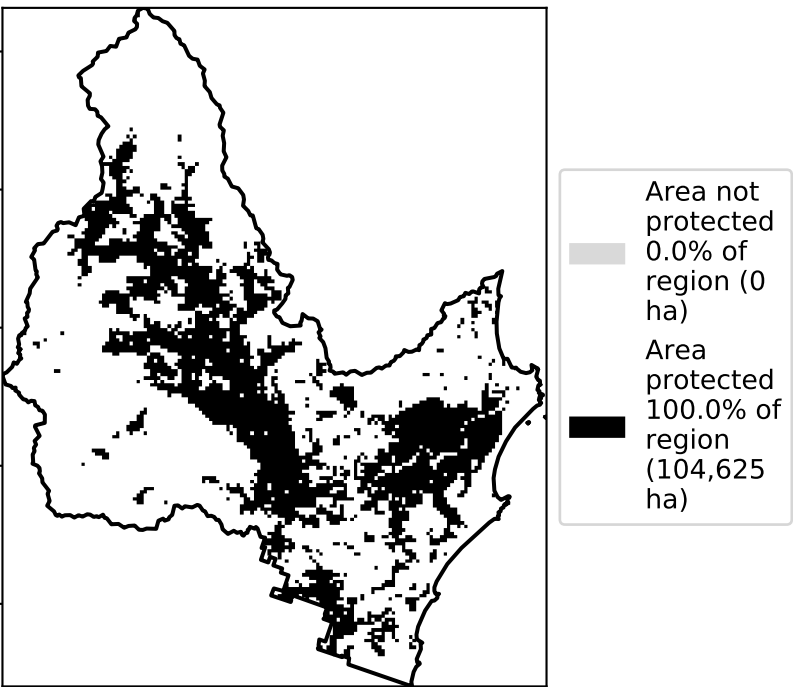 Area not
protected
0.0% of
region (0
ha)
Area
protected
100.0% of
region
(104,625
ha)